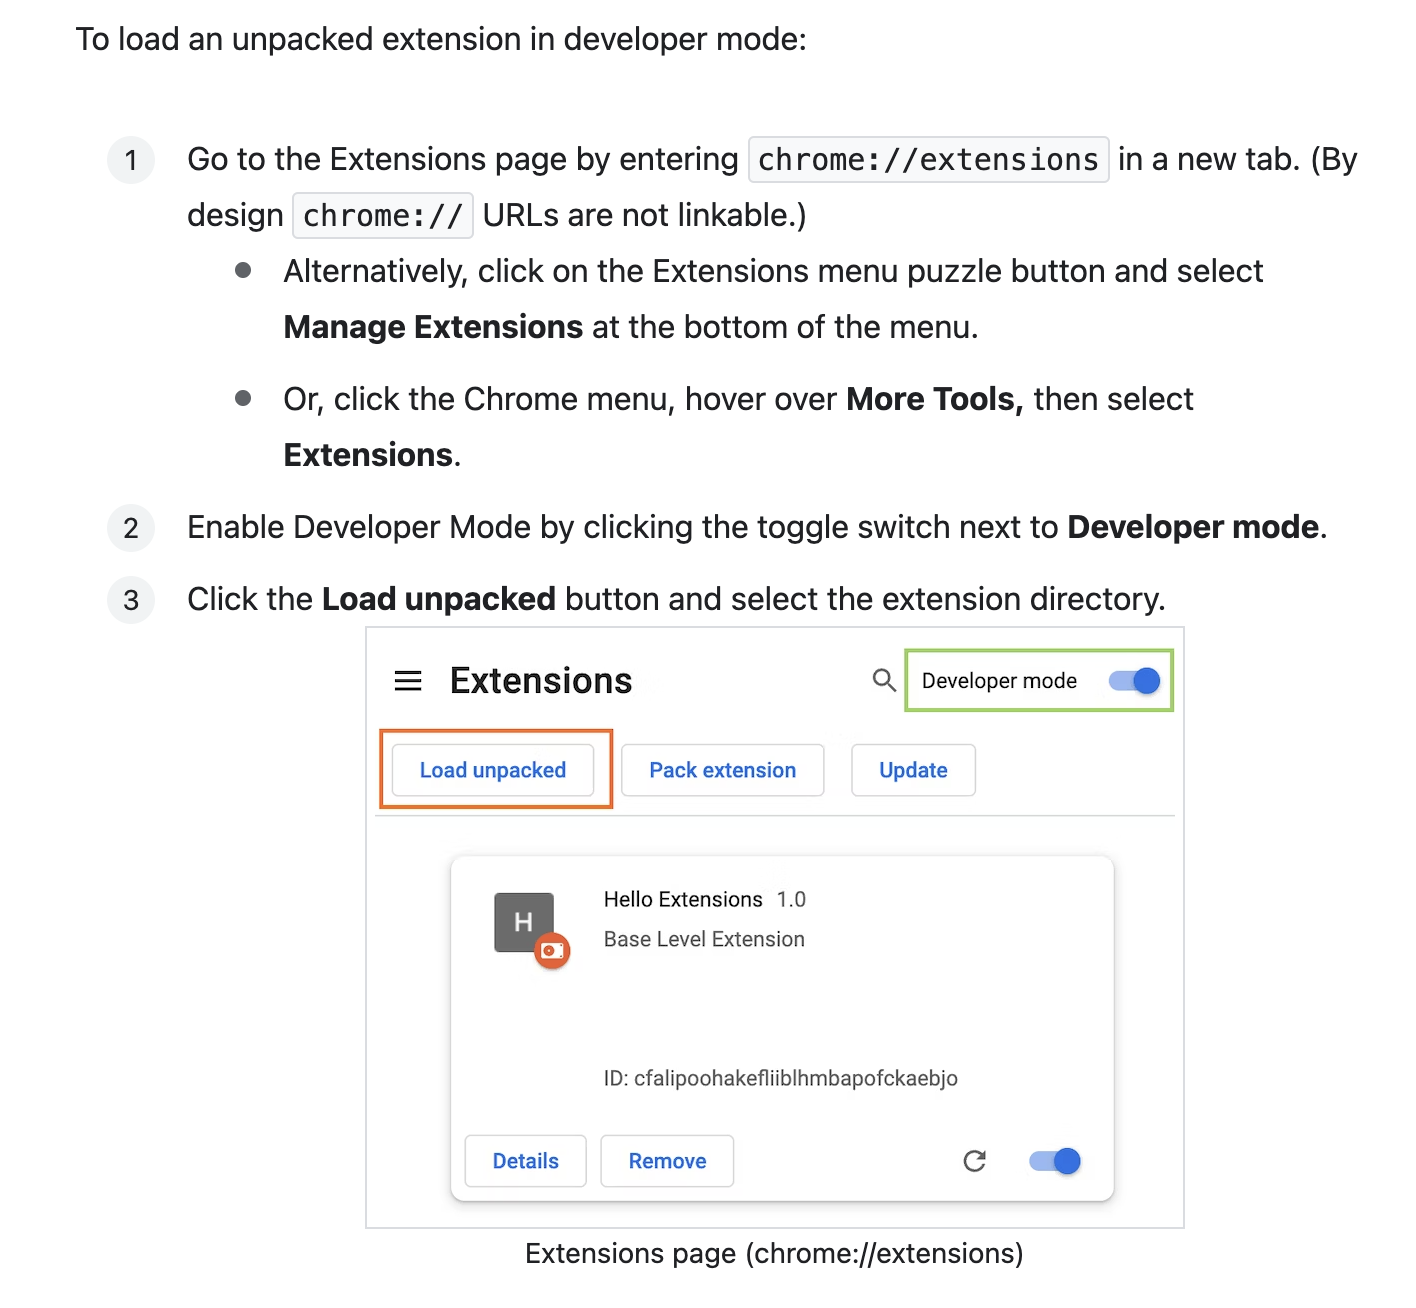 To load an unpacked extension in developer mode:
1 Go to the Extensions page by entering chrome://extensions in a new tab. (By
design chrome:// URLs are not linkable.)
Alternatively, click on the Extensions menu puzzle button and select
Manage Extensions at the bottom of the menu.
Or, click the Chrome menu, hover over More Tools, then select
Extensions.
2 Enable Developer Mode by clicking the toggle switch next to Developer mode.
3 Click the Load unpacked button and select the extension directory.
Extensions Developer mode
Load unpacked Pack extension Update
H
Hello Extensions 1.0
Base Level Extension
ID: cfalipoohakefliiblhmbapofckaebjo
Details Remove
Extensions page (chrome://extensions)